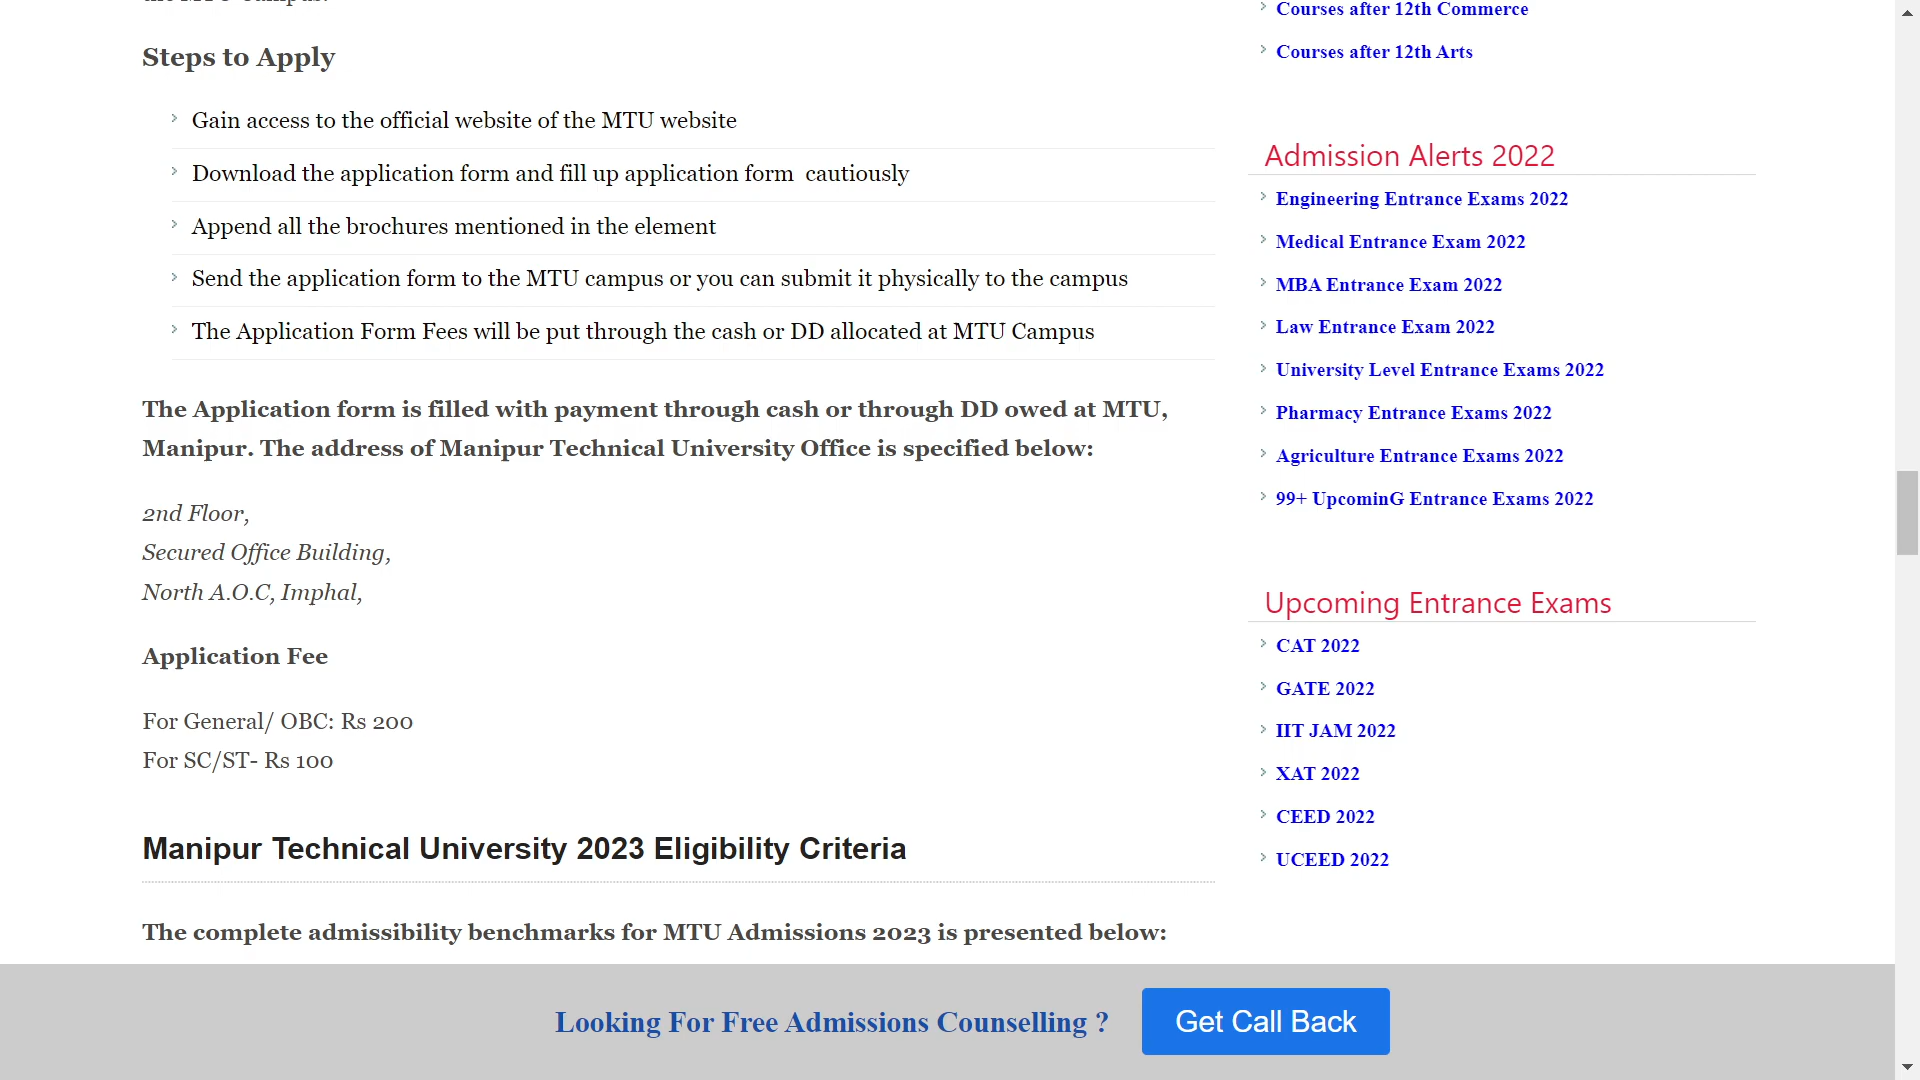 Steps to Apply
Gain access to the official website of the MTU website
Download the application form and fill up application form  cautiously
Append all the brochures mentioned in the element
Send the application form to the MTU campus or you can submit it physically to the campus
The Application Form Fees will be put through the cash or DD allocated at MTU Campus
The Application form is filled with payment through cash or through DD owed at MTU,
Manipur. The address of Manipur Technical University Office is specified below:
2nd Floor,
Secured Office Building,
North A.O.C, Imphal,
Application Fee
For General/ OBC: Rs 200
For SC/ST- Rs 100
Manipur Technical University 2023 Eligibility Criteria
The complete admissibility benchmarks for MTU Admissions 2023 is presented below:
Courses after 12th Commerce
Courses after 12th Arts
Admission Alerts 2022
Engineering Entrance Exams 2022
Medical Entrance Exam 2022
MBA Entrance Exam 2022
Law Entrance Exam 2022
University Level Entrance Exams 2022
Pharmacy Entrance Exams 2022
Agriculture Entrance Exams 2022
99+ UpcominG Entrance Exams 2022
Upcoming Entrance Exams
CAT 2022
GATE 2022
IIT JAM 2022
XAT 2022
CEED 2022
UCEED 2022
Looking For Free Admissions Counselling ?
Get Call Back